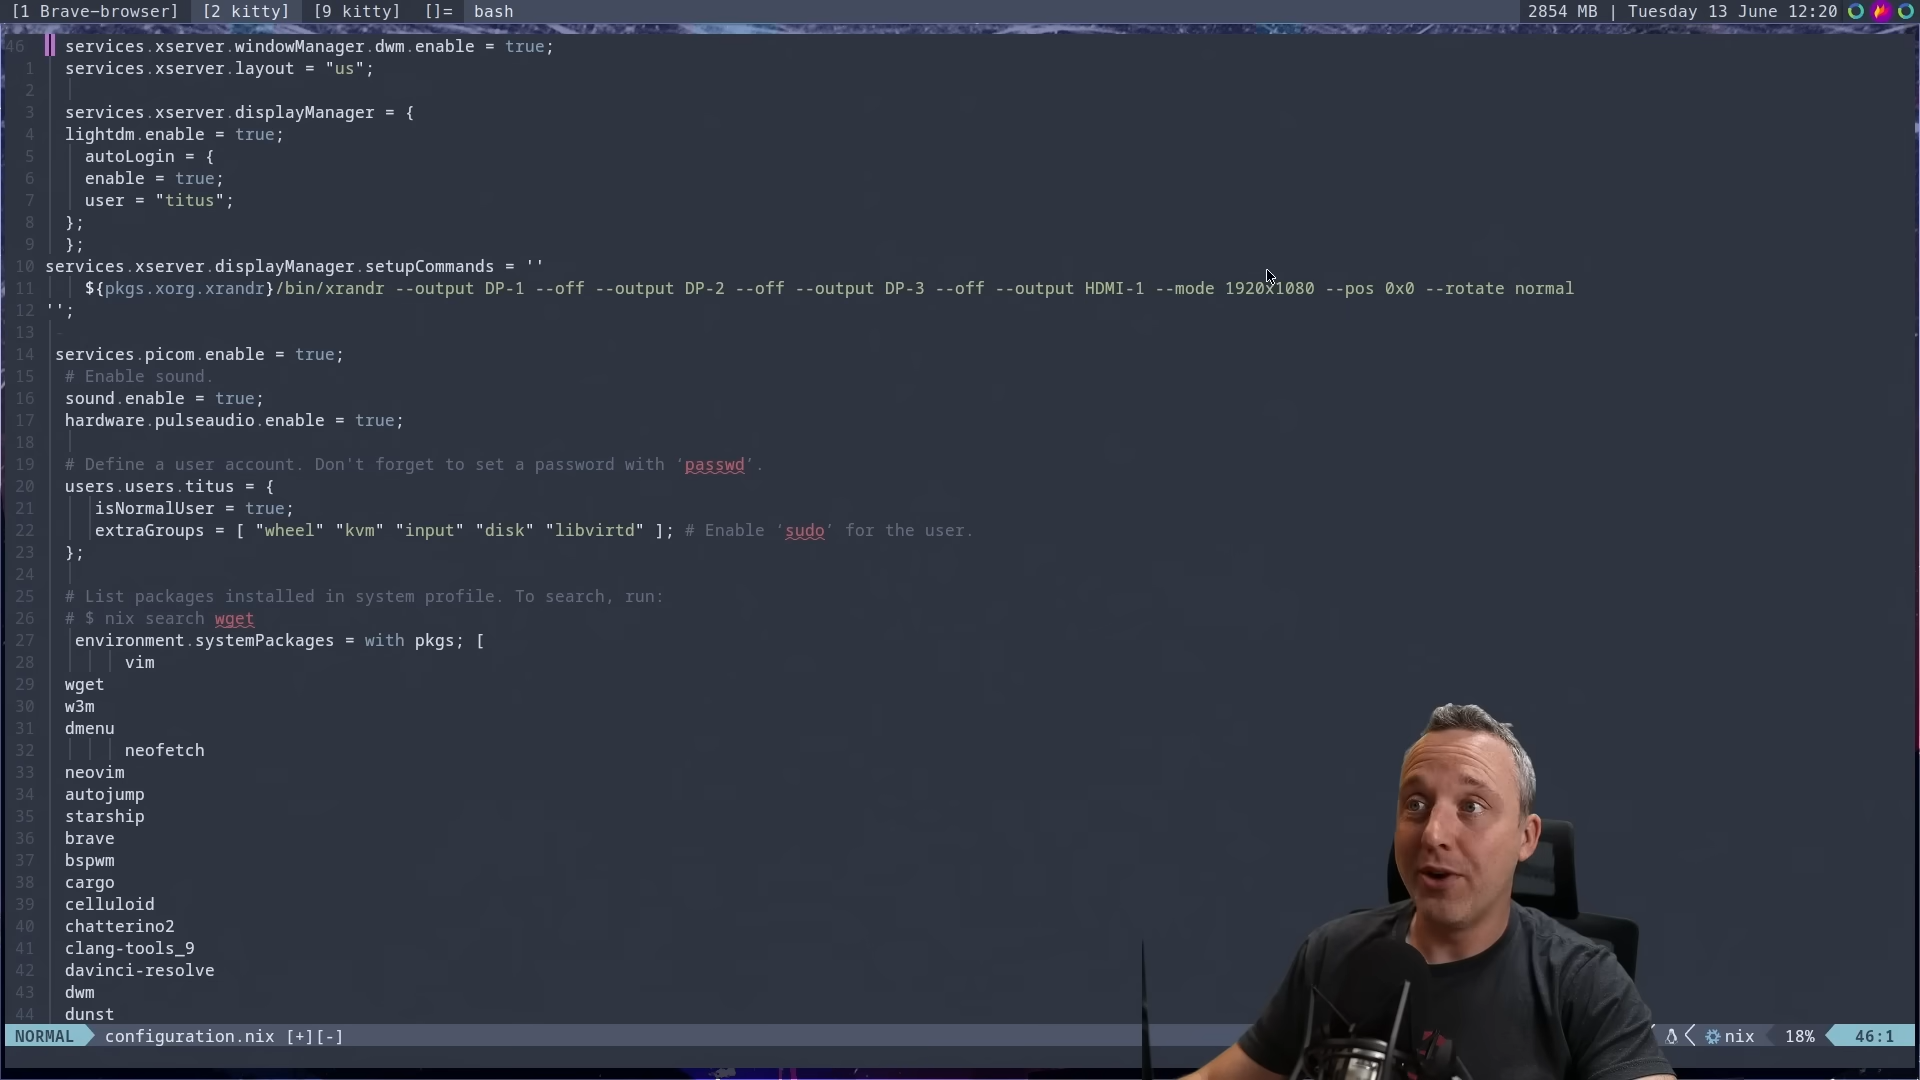 [1 Brave-browser] [2 kitty] [9 kitty] []= bash 2854 MB | Tuesday 13 June 12:20
46 services.xserver.windowManager.dwm.enable = true;
1 services.xserver.layout = "us";
2
3 services.xserver.displayManager = {
4 lightdm.enable = true;
5 autoLogin = {
6 enable = true;
7 user = "titus";
8 };
9 };
10 services.xserver.displayManager.setupCommands = ''
11 ${pkgs.xorg.xrandr}/bin/xrandr --output DP-1 --off --output DP-2 --off --output DP-3 --off --output HDMI-1 --mode 1920x1080 --pos 0x0 --rotate normal
12 '';
13 -
14 services.picom.enable = true;
15 # Enable sound.
16 sound.enable = true;
17 hardware.pulseaudio.enable = true;
18
19 # Define a user account. Don't forget to set a password with ‘passwd’.
20 users.users.titus = {
21 isNormalUser = true;
22 extraGroups = [ "wheel" "kvm" "input" "disk" "libvirtd" ]; # Enable ‘sudo’ for the user.
23 };
24
25 # List packages installed in system profile. To search, run:
26 # $ nix search wget
27 environment.systemPackages = with pkgs; [
28 vim
29 wget
30 w3m
31 dmenu
32 neofetch
33 neovim
34 autojump
35 starship
36 brave
37 bspwm
38 cargo
39 celluloid
40 chatterino2
41 clang-tools_9
42 davinci-resolve
43 dwm
44 dunst
NORMAL configuration.nix [+][-] nix 18% 46:1